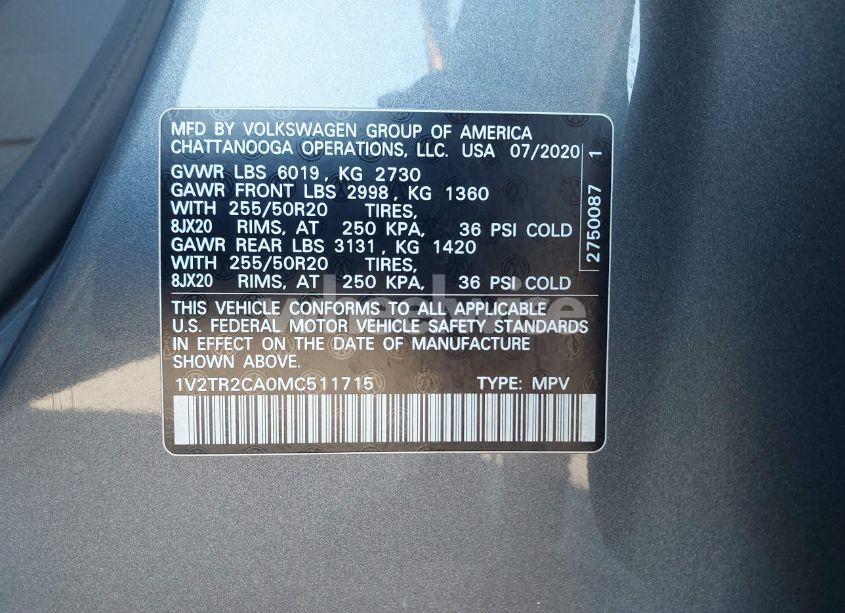 MFD BY VOLKSWAGEN GROUP OF AMERICA
CHATTANOOGA OPERATIONS, LLC. USA 07/2020
GVWR LBS 6019, KG 2730
GAWR FRONT LBS 2998, KG 1360
WITH 255/50R20 TIRES,
8JX20 RIMS, AT 250 KPA, 36 PSI COLD
GAWR REAR LBS 3131, KG 1420
WITH 255/50R20 TIRES,
8JX20 RIMS, AT 250 KPA, 36 PSI COLD
THIS VEHICLE CONFORMS TO ALL APPLICABLE
U.S. FEDERAL MOTOR VEHICLE SAFETY STANDARDS
IN EFFECT ON THE DATE OF MANUFACTURE
SHOWN ABOVE.
1V2TR2CA0MC511715 TYPE: MPV
2750087 1